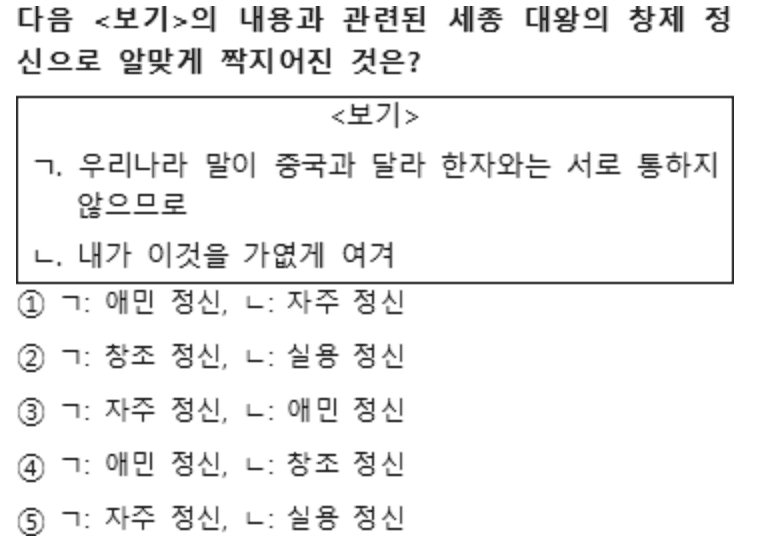 다음 <보기>의 내용과 관련된 세종 대왕의 창제 정
신으로 알맞게 짝지어진 것은?
<보기>
ㄱ. 우리나라 말이 중국과 달라 한자와는 서로 통하지
않으므로
ㄴ. 내가 이것을 가엾게 여겨
① ㄱ: 애민 정신, ㄴ: 자주 정신
② ㄱ: 창조 정신, ㄴ: 실용 정신
③ ㄱ: 자주 정신, ㄴ: 애민 정신
④ ㄱ: 애민 정신, ㄴ: 창조 정신
⑤ ㄱ: 자주 정신, ㄴ: 실용 정신